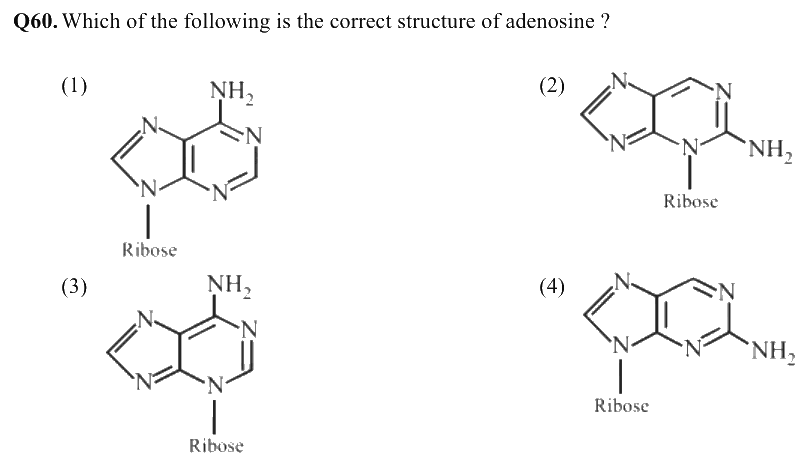 Q60. Which of the following is the correct structure of adenosine ?
(1)
NH₂
N
N
N
N
Ribose
(2)
N
N
N
N
NH₂
Ribose
(3)
NH₂
N
N
N
N
Ribose
(4)
N
N
N
N
NH₂
Ribose